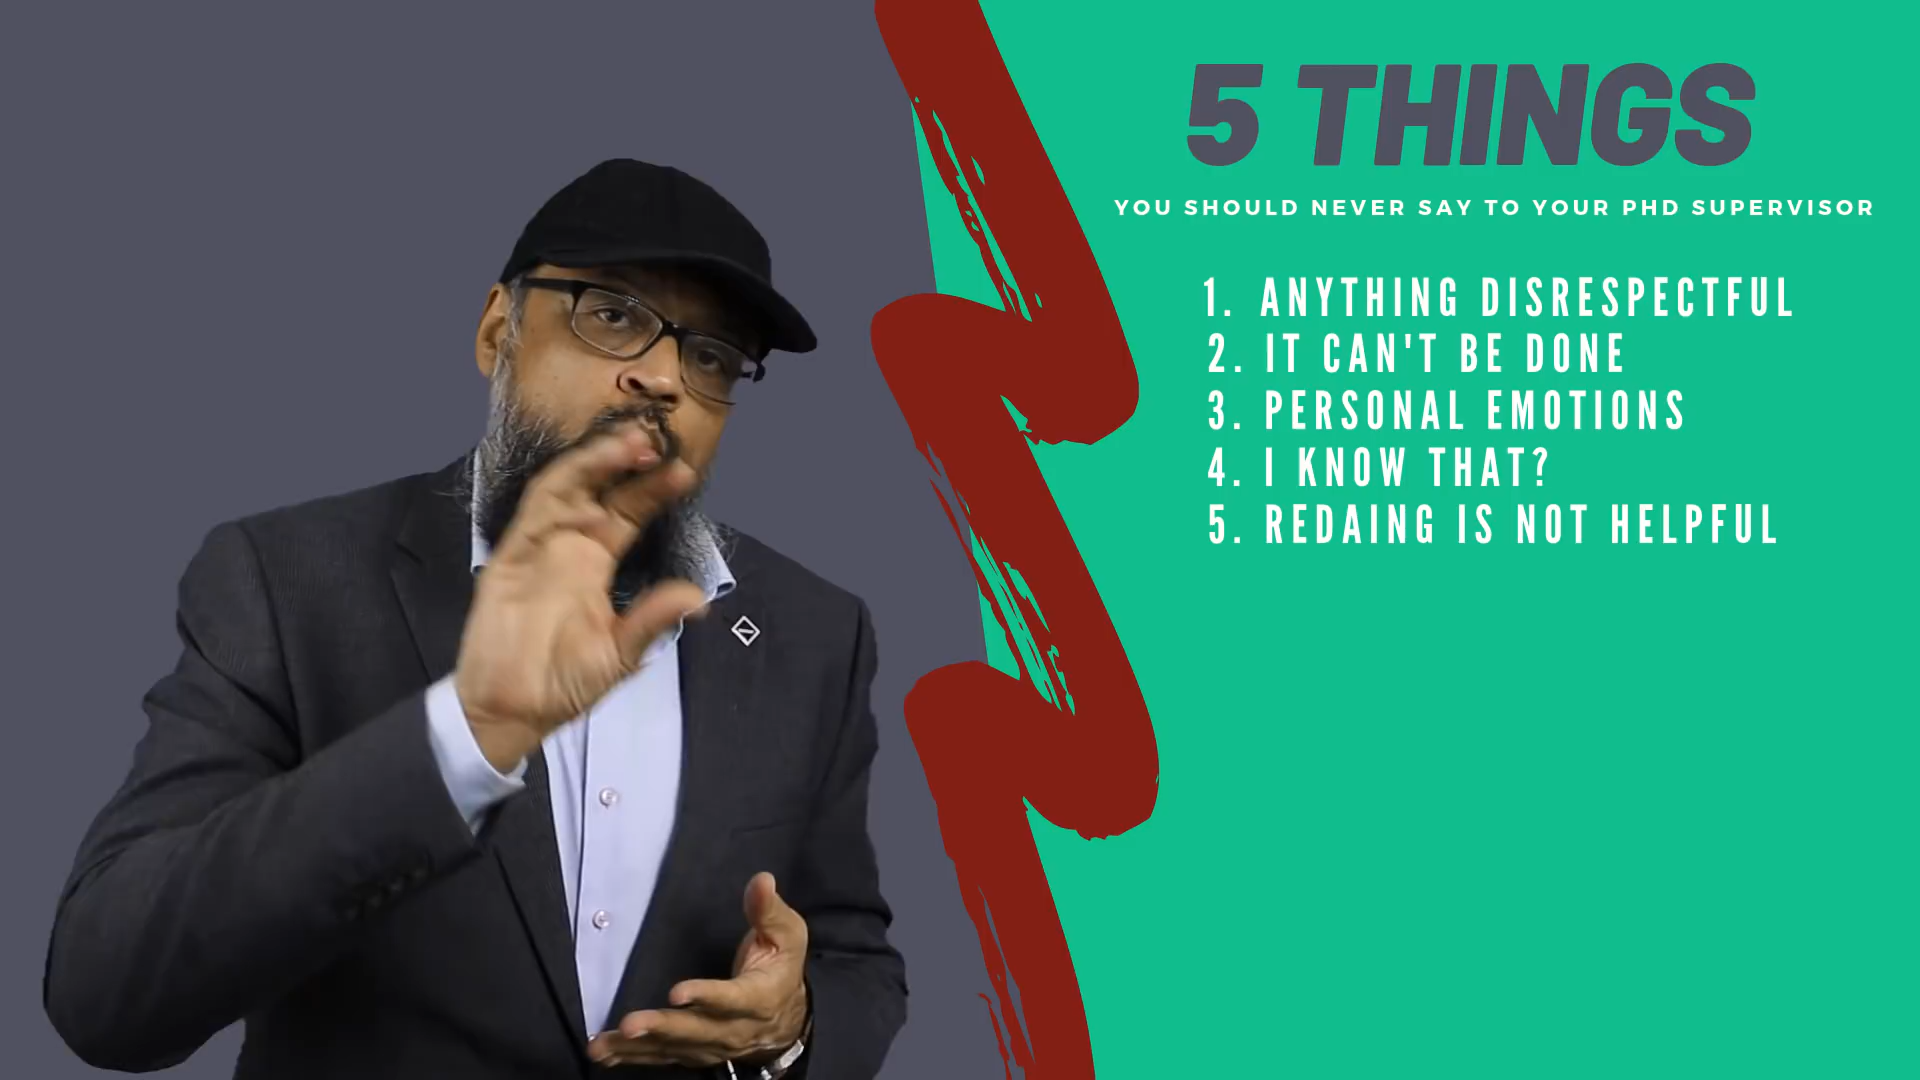 5 THINGS
YOU SHOULD NEVER SAY TO YOUR PHD SUPERVISOR
1. ANYTHING DISRESPECTFUL
2. IT CAN'T BE DONE
3. PERSONAL EMOTIONS
4. I KNOW THAT?
5. REDAING IS NOT HELPFUL